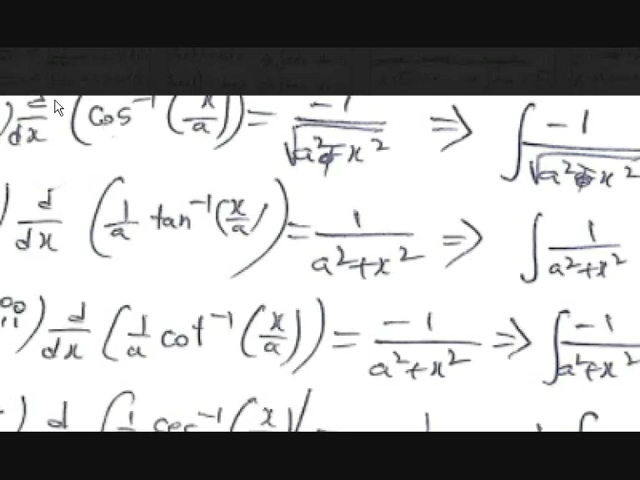 ) d/dx (cos⁻¹(x/a)) = -1/√(a²-x²) ⇒ ∫ -1/√(a²-x²)
) d/dx (1/a tan⁻¹(x/a)) = 1/(a²+x²) ⇒ ∫ 1/(a²+x²)
) d/dx (1/a cot⁻¹(x/a)) = -1/(a²+x²) ⇒ ∫ -1/(a²+x²)
) d (1